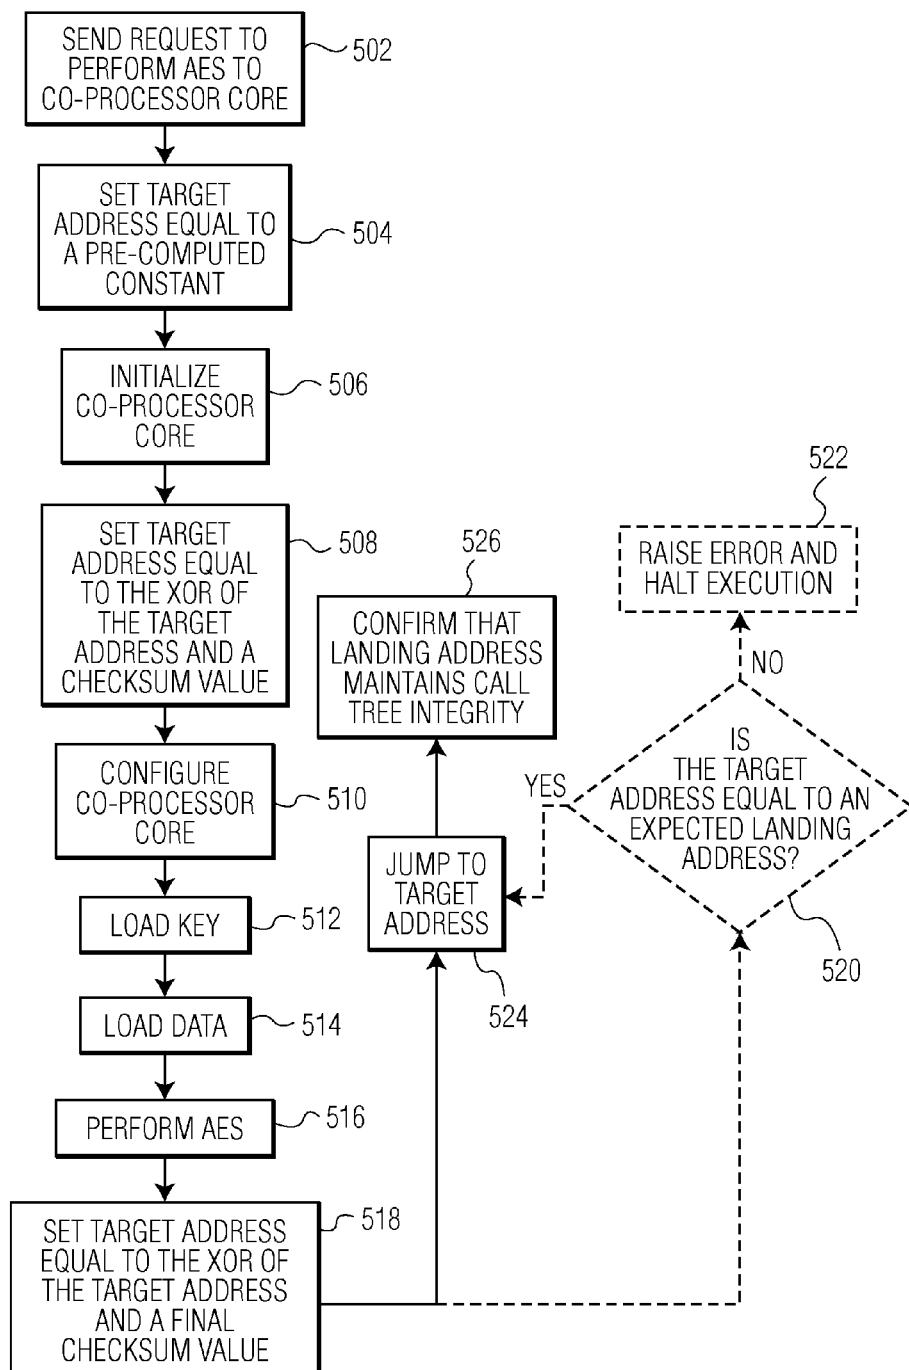 SEND REQUEST TO
PERFORM AES TO
CO-PROCESSOR CORE
502
SET TARGET
ADDRESS EQUAL TO
A PRE-COMPUTED
CONSTANT
504
INITIALIZE
CO-PROCESSOR
CORE
506
SET TARGET
ADDRESS EQUAL
TO THE XOR OF
THE TARGET
ADDRESS AND A
CHECKSUM VALUE
508
CONFIGURE
CO-PROCESSOR
CORE
510
LOAD KEY
512
LOAD DATA
514
PERFORM AES
516
SET TARGET ADDRESS
EQUAL TO THE XOR OF
THE TARGET ADDRESS
AND A FINAL
CHECKSUM VALUE
518
526
CONFIRM THAT
LANDING ADDRESS
MAINTAINS CALL
TREE INTEGRITY
JUMP TO
TARGET
ADDRESS
524
522
RAISE ERROR AND
HALT EXECUTION
NO
YES
IS
THE TARGET
ADDRESS EQUAL TO AN
EXPECTED LANDING
ADDRESS?
520